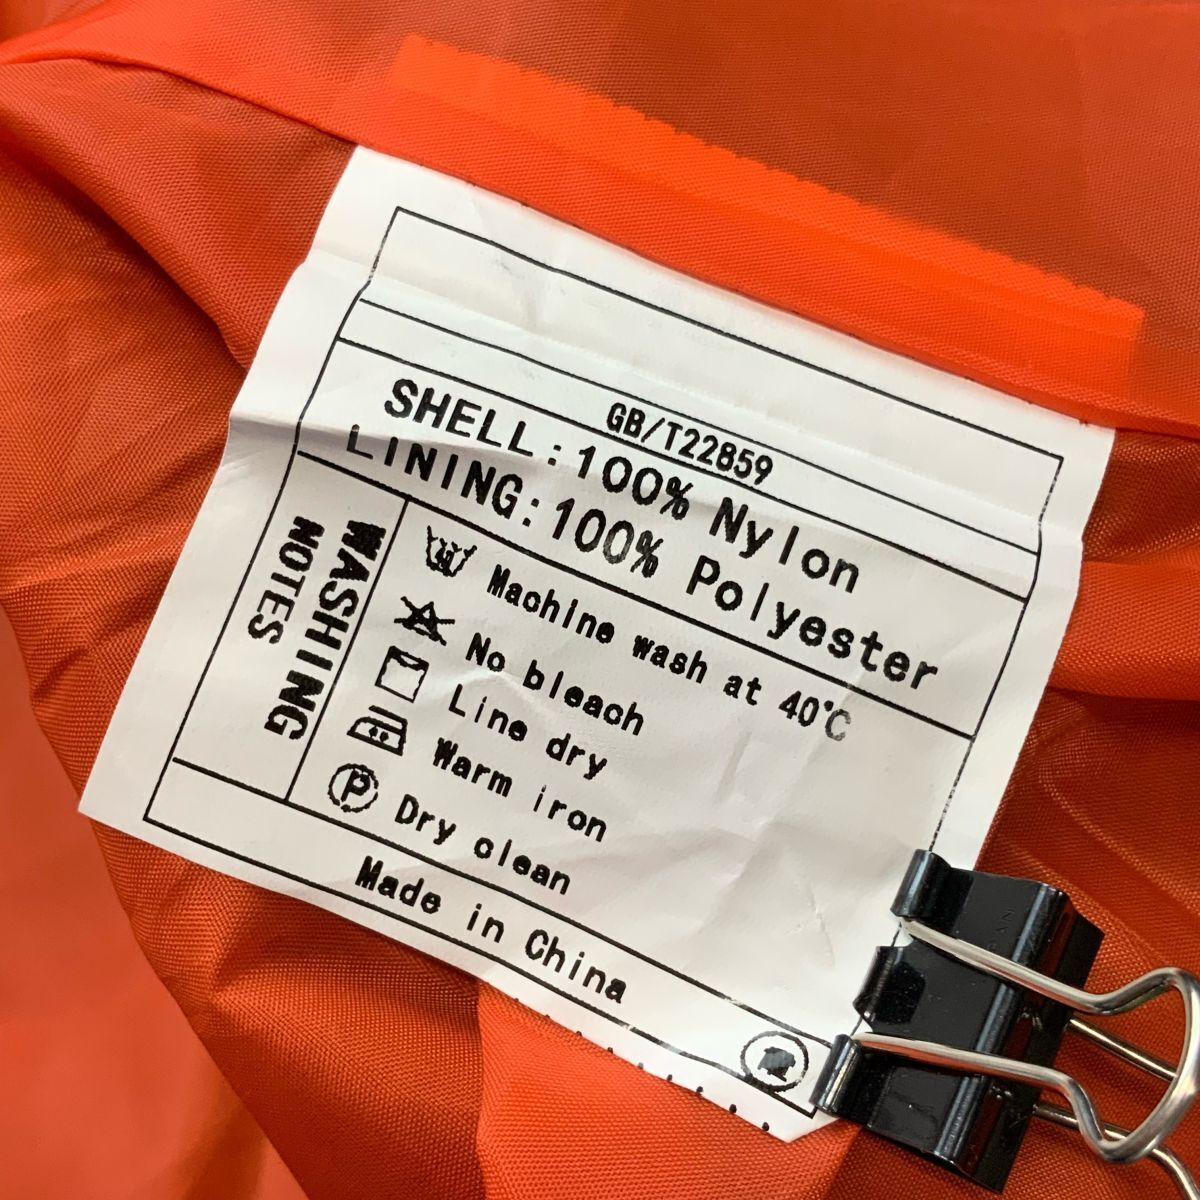 GB/T22859
SHELL:100% Nylon
LINING:100% Polyester
WASHING
NOTES
Machine wash at 40℃
No bleach
Line dry
Warm iron
P Dry clean
Made in China